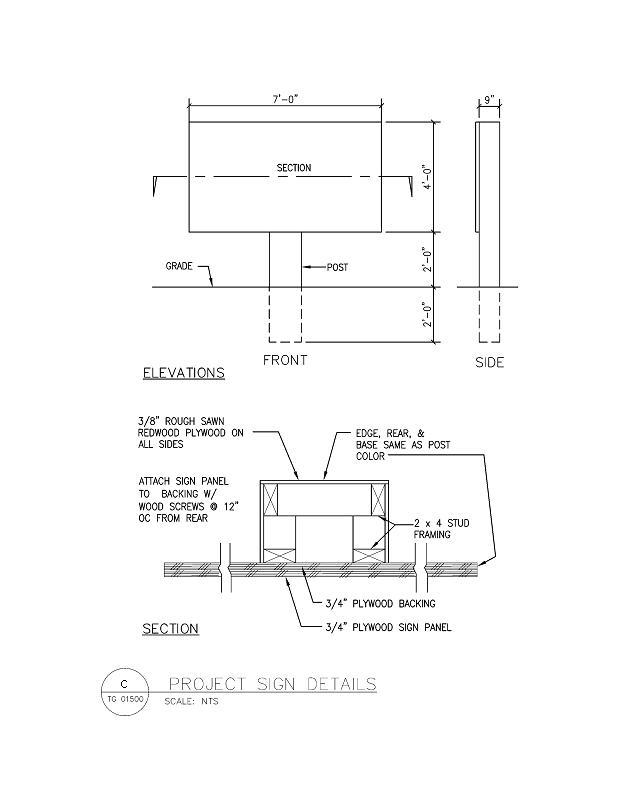 7'-0"
9"
SECTION
4'-0"
GRADE
POST
2'-0"
2'-0"
FRONT
SIDE
ELEVATIONS
3/8" ROUGH SAWN
REDWOOD PLYWOOD ON
ALL SIDES
EDGE, REAR, &
BASE SAME AS POST
COLOR
ATTACH SIGN PANEL
TO BACKING W/
WOOD SCREWS @ 12"
OC FROM REAR
2 x 4 STUD
FRAMING
3/4" PLYWOOD BACKING
3/4" PLYWOOD SIGN PANEL
SECTION
C
TG 01500
PROJECT SIGN DETAILS
SCALE: NTS